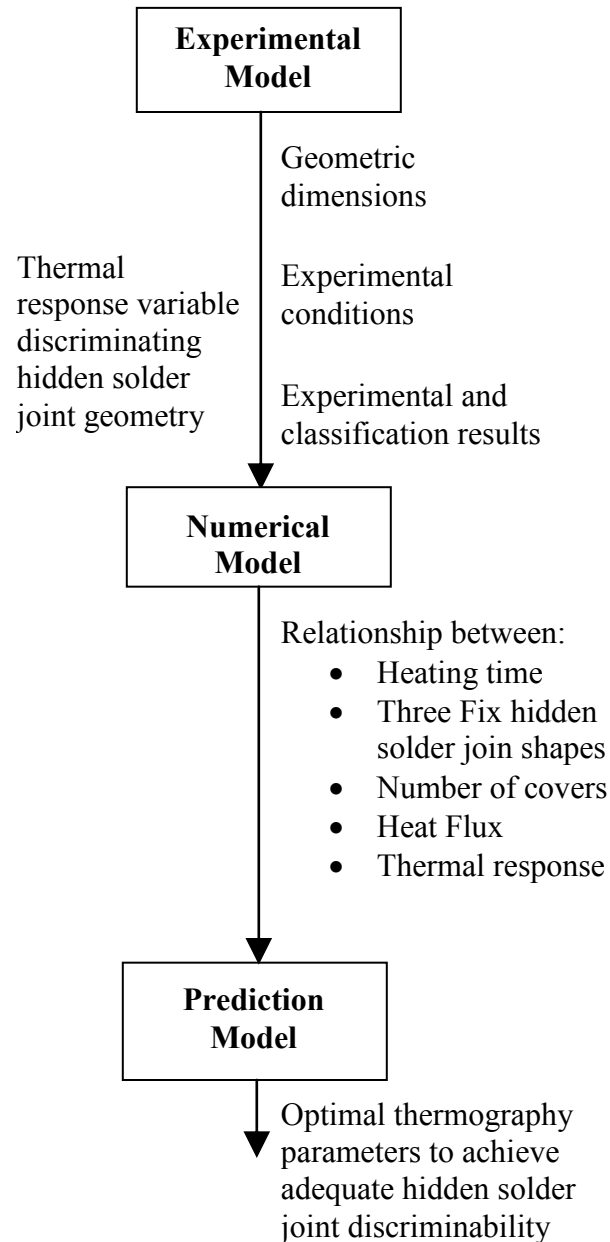 Experimental
Model
Geometric
dimensions
Thermal
response variable
discriminating
hidden solder
joint geometry
Experimental
conditions
Experimental and
classification results
Numerical
Model
Relationship between:
• Heating time
• Three Fix hidden
solder join shapes
• Number of covers
• Heat Flux
• Thermal response
Prediction
Model
Optimal thermography
parameters to achieve
adequate hidden solder
joint discriminability